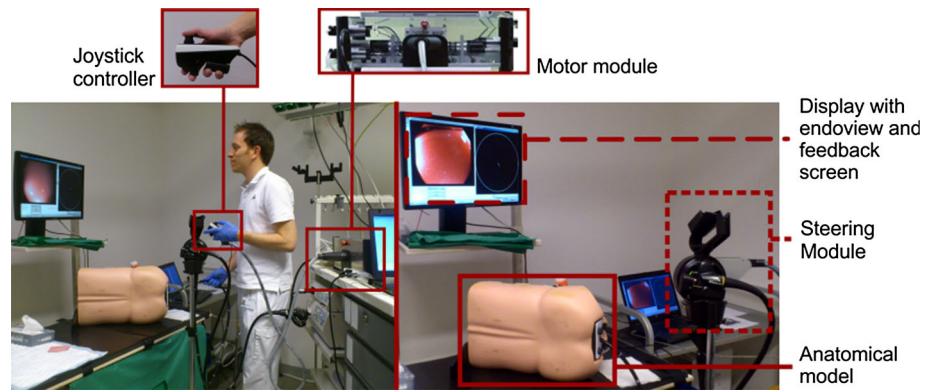 Joystick
controller
Motor module
Display with
endoview and
feedback
screen
Steering
Module
Anatomical
model